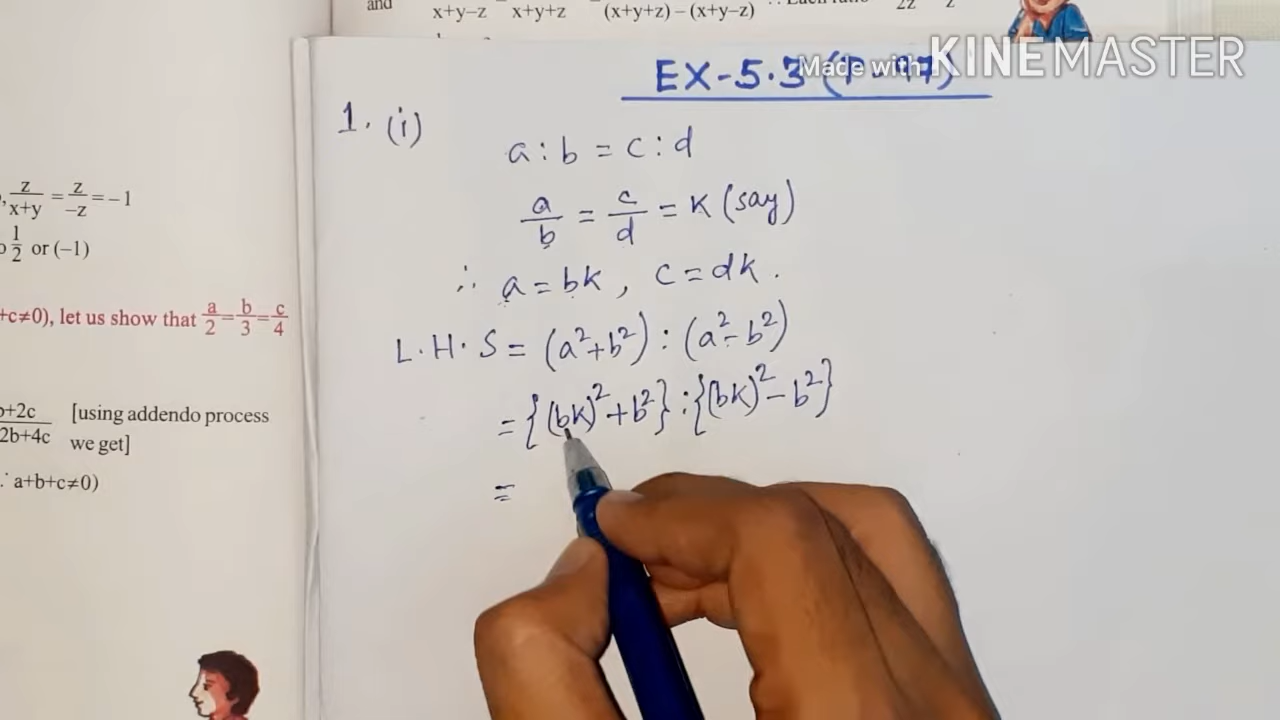 and x+y–z x+y+z (x+y+z) – (x+y–z) 2z
Made with KINEMASTER
EX-5.3
1. (i)
a : b = c : d
a/b = c/d = K (say)
∴ a = bk, c = dk.
L.H.S = (a²+b²) : (a²-b²)
= {(bk)²+b²} : {(bk)²-b²}
=
z/x+y = z/–z = –1
1/2 or (–1)
+c≠0), let us show that a/2 = b/3 = c/4
b+2c/2b+4c [using addendo process
we get]
∵ a+b+c≠0)